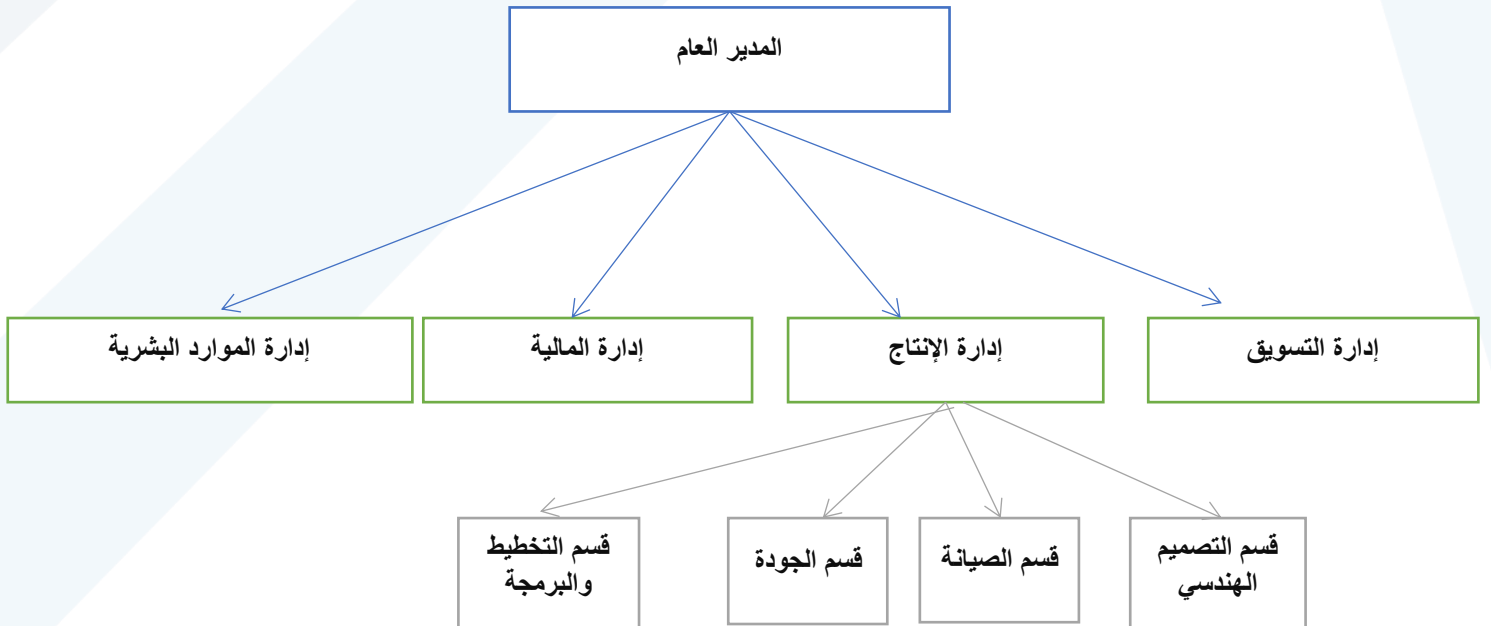 المدير العام
إدارة التسويق
إدارة الإنتاج
إدارة المالية
إدارة الموارد البشرية
قسم التصميم
الهندسي
قسم الصيانة
قسم الجودة
قسم التخطيط
والبرمجة